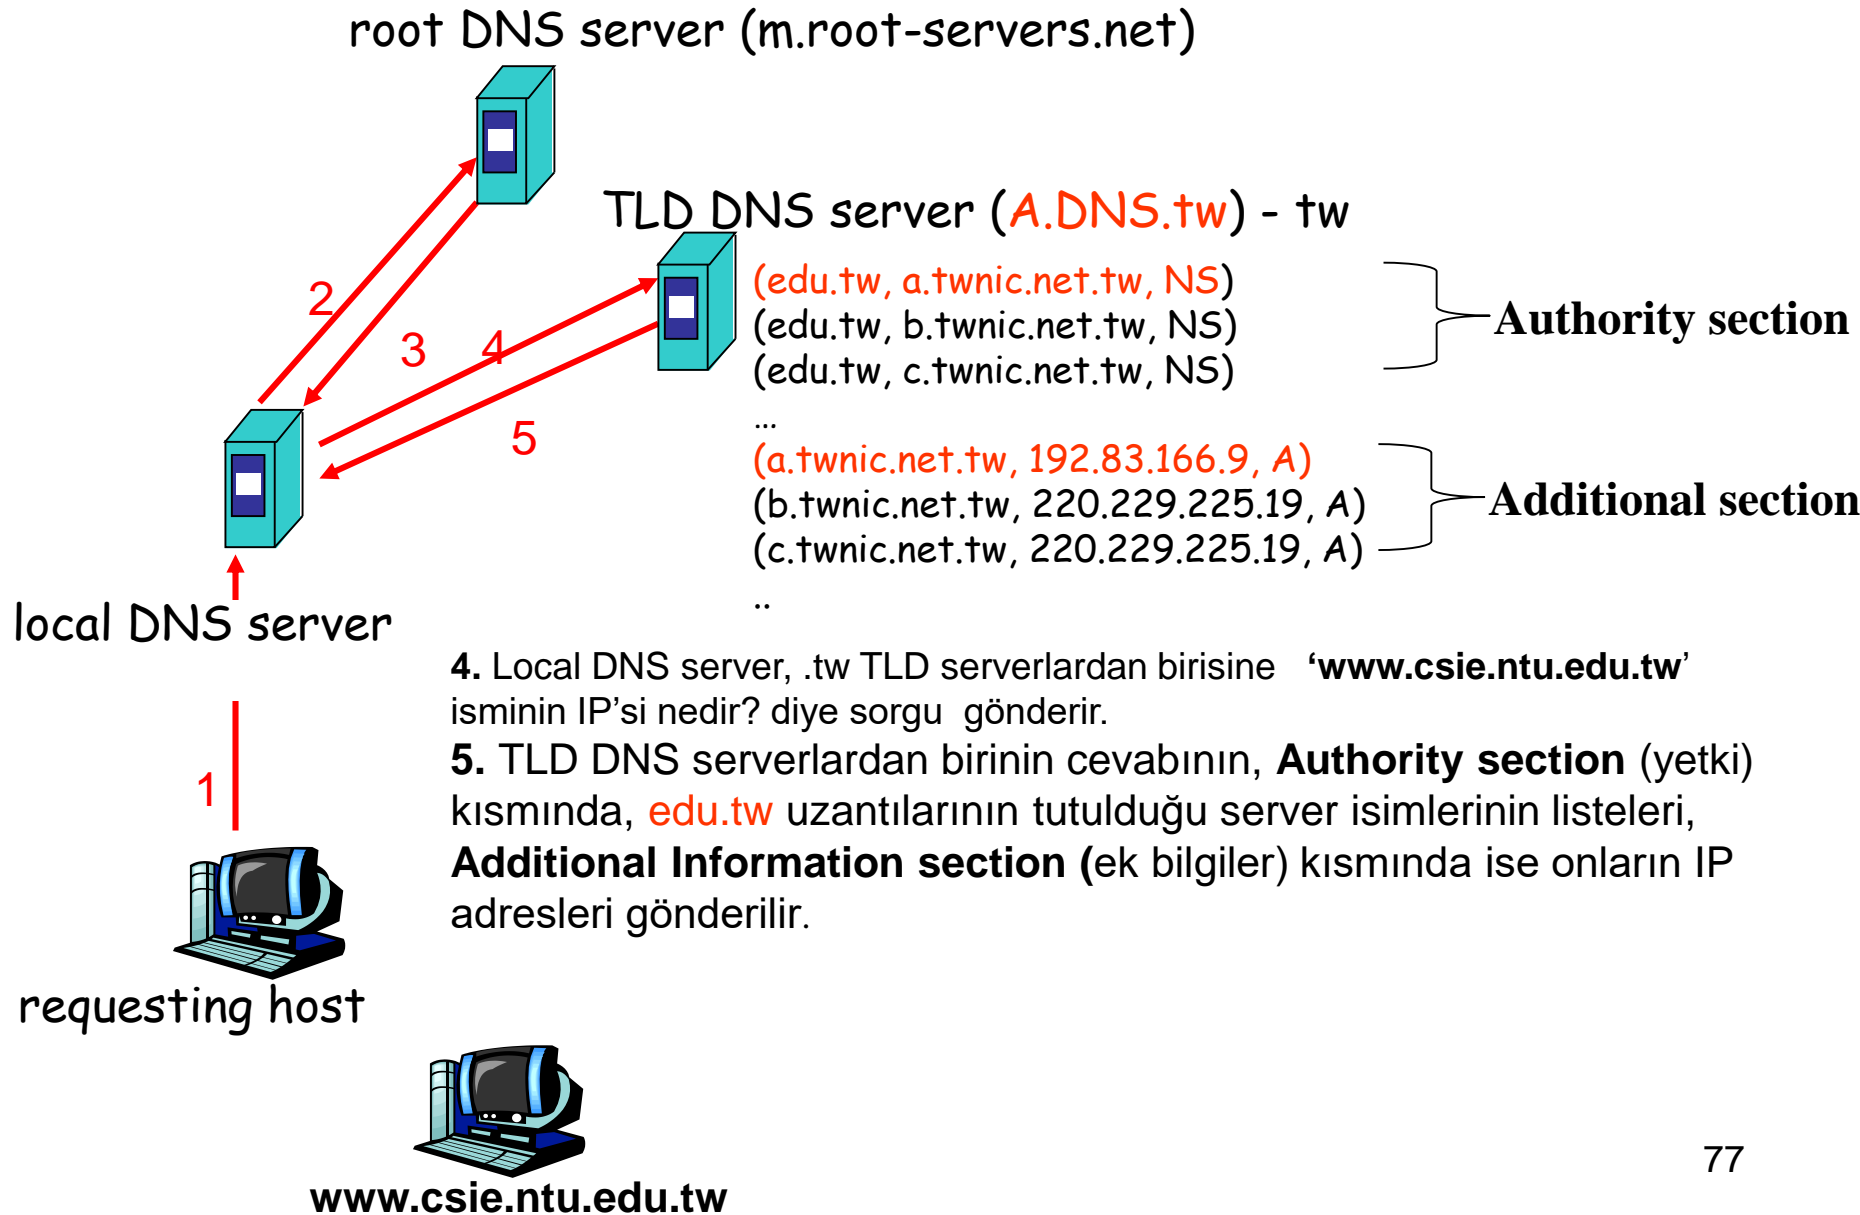 root DNS server (m.root-servers.net)
TLD DNS server (A.DNS.tw) - tw
(edu.tw, a.twnic.net.tw, NS)
(edu.tw, b.twnic.net.tw, NS)
(edu.tw, c.twnic.net.tw, NS)
Authority section
...
(a.twnic.net.tw, 192.83.166.9, A)
(b.twnic.net.tw, 220.229.225.19, A)
(c.twnic.net.tw, 220.229.225.19, A)
Additional section
..
2
3
4
5
local DNS server
1
requesting host
4. Local DNS server, .tw TLD serverlardan birisine ‘www.csie.ntu.edu.tw’
isminin IP’si nedir? diye sorgu gönderir.
5. TLD DNS serverlardan birinin cevabının, Authority section (yetki)
kısmında, edu.tw uzantılarının tutulduğu server isimlerinin listeleri,
Additional Information section (ek bilgiler) kısmında ise onların IP
adresleri gönderilir.
www.csie.ntu.edu.tw
77